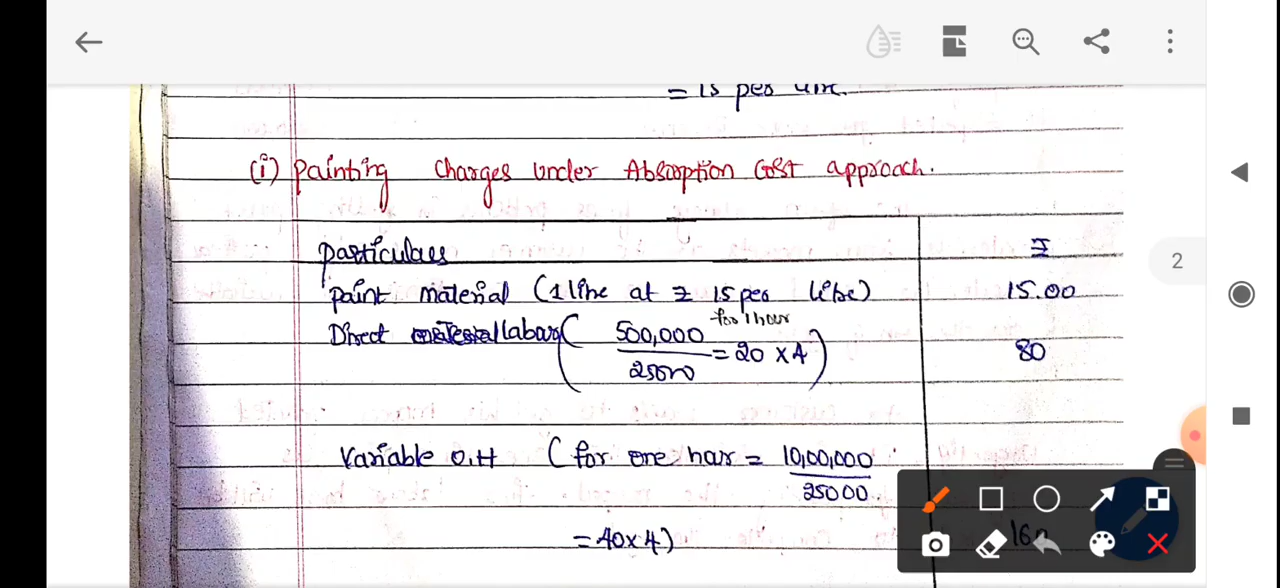 = 15 per
(i) Painting Charges Under Absorption Cost approach.
Particulars ₹
Paint material (1 litre at ₹ 15 per litre) 15.00
for 1 hour
Direct labour ( 500,000 / 25000 = 20 × 4 ) 80
Variable O.H ( for one hour = 10,00,000 / 25000
= 40 × 4) 160
2